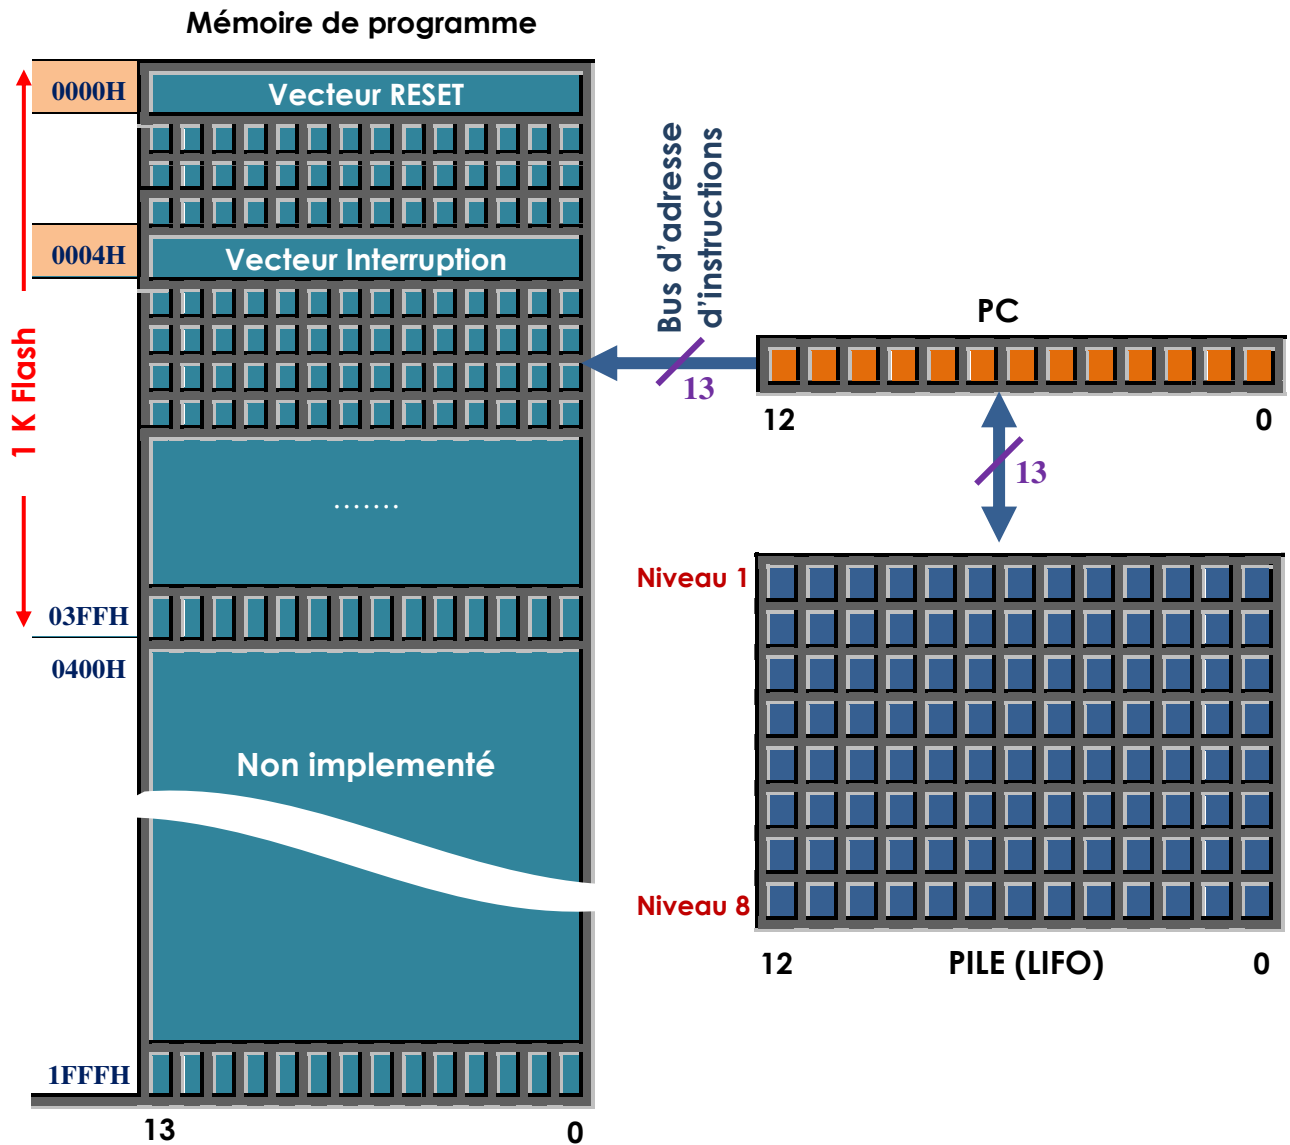 Mémoire de programme
0000H
Vecteur RESET
0004H
Vecteur Interruption
1 K Flash
.......
03FFH
0400H
Non implementé
1FFFH
13
0
Bus d'adresse
d'instructions
13
PC
12
0
13
Niveau 1
Niveau 8
12
PILE (LIFO)
0